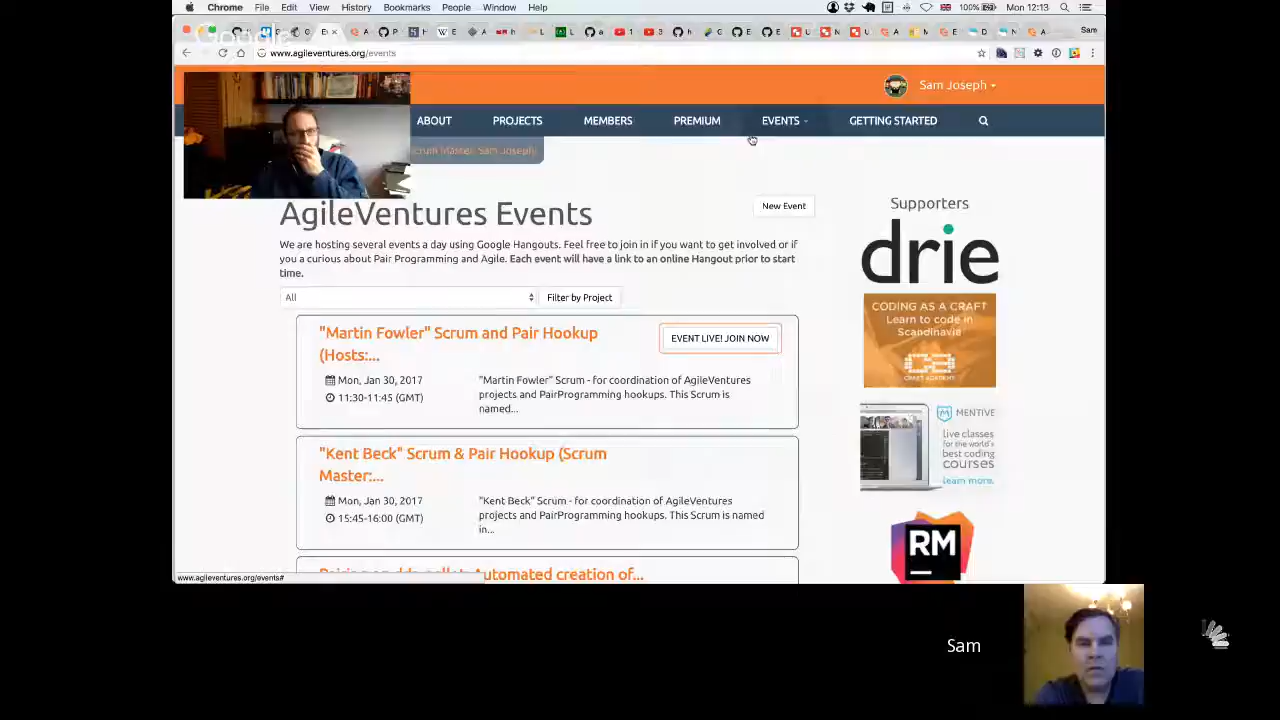 Chrome File Edit View History Bookmarks People Window Help
100% Mon 12:13
Sam
www.agileventures.org/events
Sam Joseph
ABOUT PROJECTS MEMBERS PREMIUM EVENTS GETTING STARTED
Scrum Master: Sam Joseph
AgileVentures Events
New Event
We are hosting several events a day using Google Hangouts. Feel free to join in if you want to get involved or if
you a curious about Pair Programming and Agile. Each event will have a link to an online Hangout prior to start
time.
All
Filter by Project
"Martin Fowler" Scrum and Pair Hookup
(Hosts:...
EVENT LIVE! JOIN NOW
Mon, Jan 30, 2017
11:30-11:45 (GMT)
"Martin Fowler" Scrum - for coordination of AgileVentures
projects and PairProgramming hookups. This Scrum is
named...
"Kent Beck" Scrum & Pair Hookup (Scrum
Master:...
Mon, Jan 30, 2017
15:45-16:00 (GMT)
"Kent Beck" Scrum - for coordination of AgileVentures
projects and PairProgramming hookups. This Scrum is named
in...
Automated creation of...
Supporters
drie
CODING AS A CRAFT
Learn to code in
Scandinavia
CRAFT ACADEMY
MENTIVE
live classes
for the world's
best coding
courses
learn more.
RM
www.agileventures.org/events#
Sam